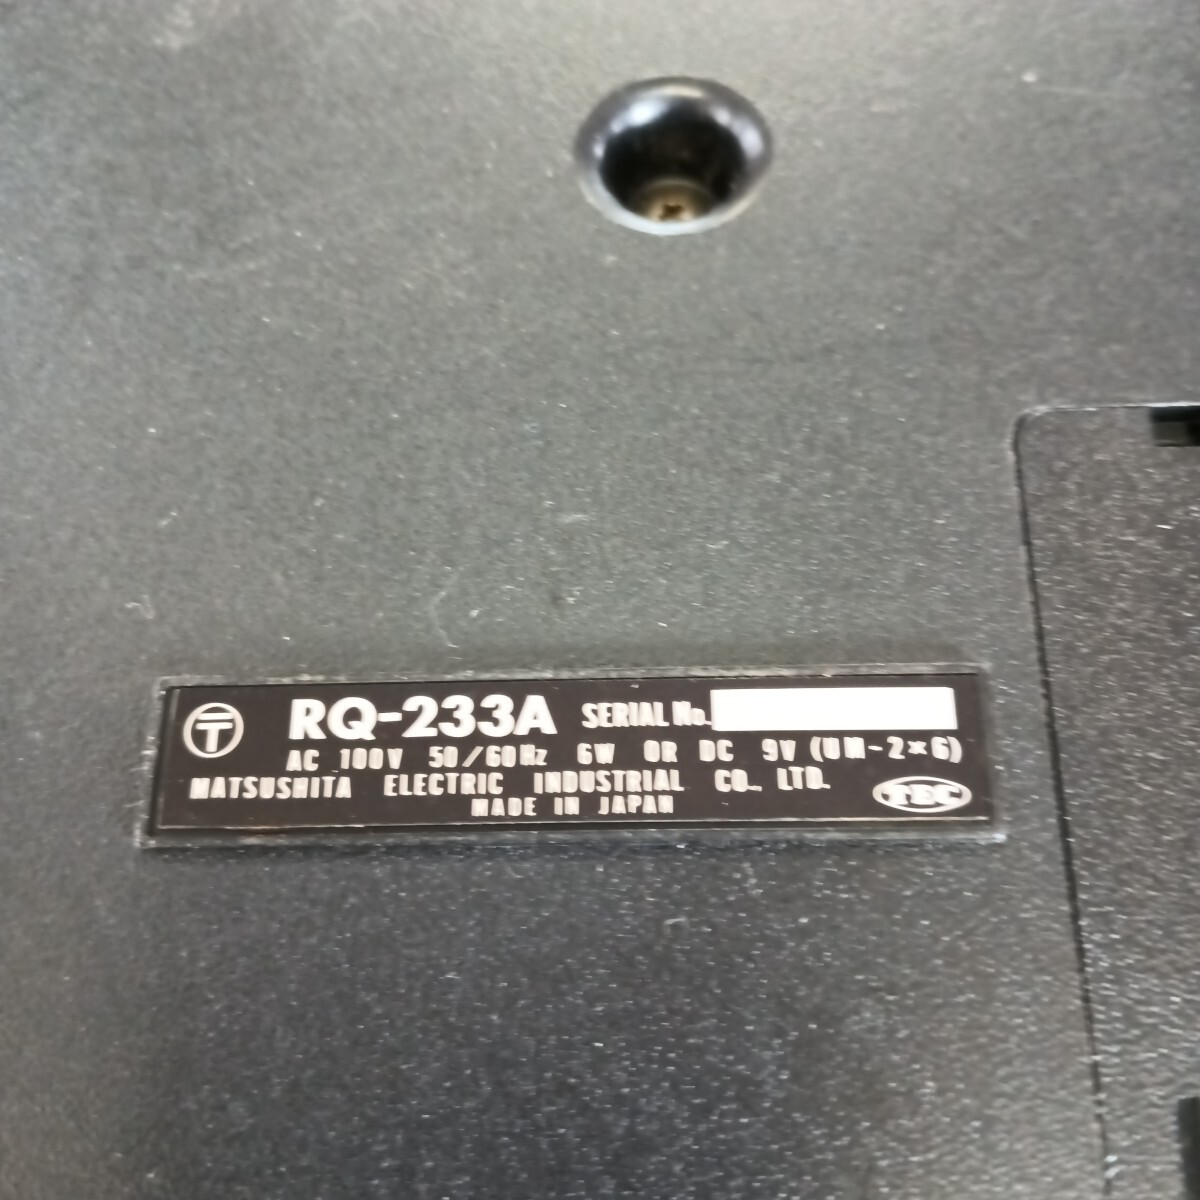 RQ-233A SERIAL No.
AC 100V 50/60Hz 6W OR DC 9V (UM-2×6)
MATSUSHITA ELECTRIC INDUSTRIAL CO., LTD.
MADE IN JAPAN
TEC